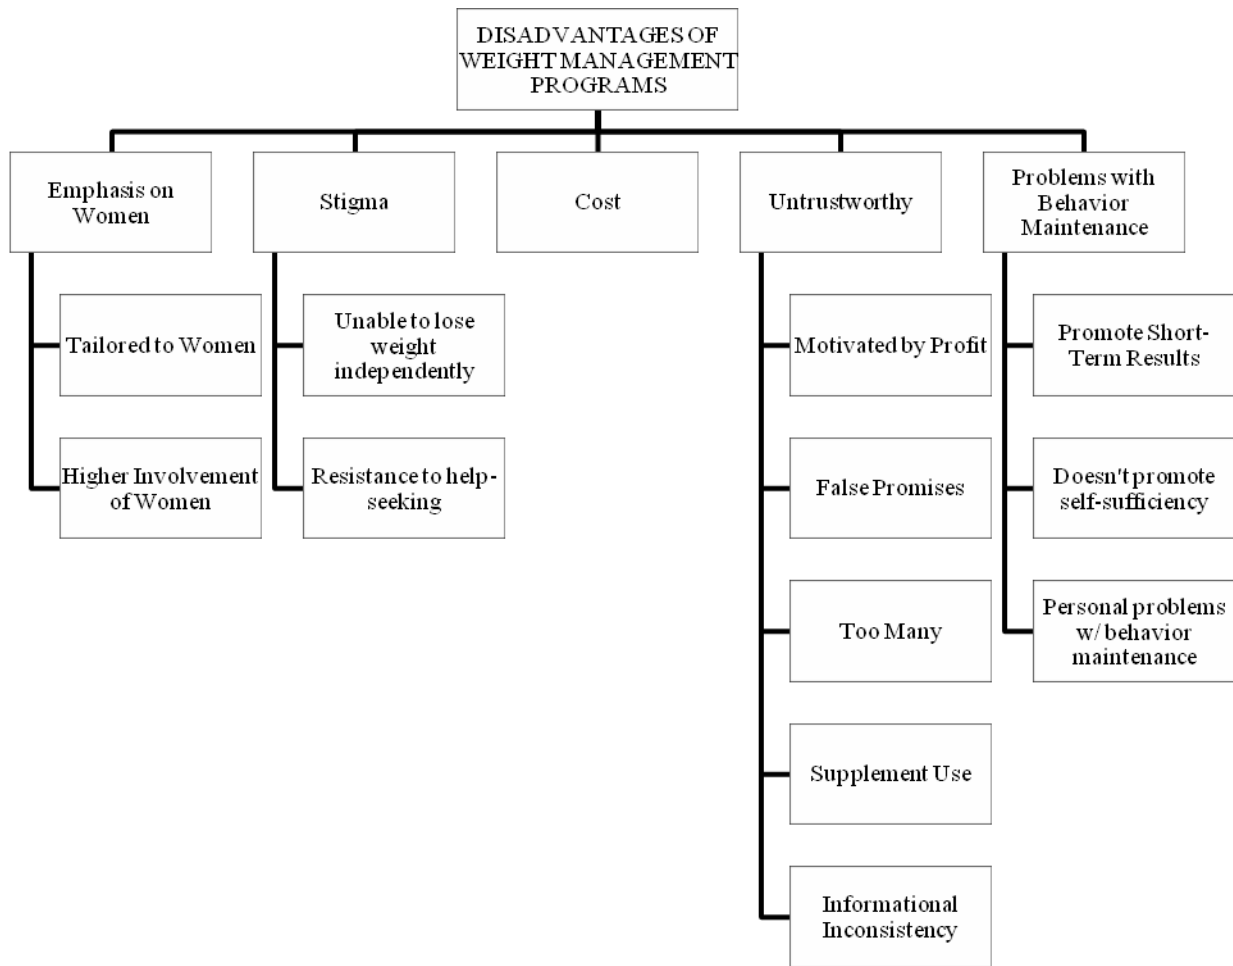 DISADVANTAGES OF
WEIGHT MANAGEMENT
PROGRAMS
Emphasis on
Women
Stigma
Cost
Untrustworthy
Problems with
Behavior
Maintenance
Tailored to Women
Higher Involvement
of Women
Unable to lose
weight
independently
Resistance to help-
seeking
Motivated by Profit
False Promises
Too Many
Supplement Use
Informational
Inconsistency
Promote Short-
Term Results
Doesn't promote
self-sufficiency
Personal problems
w/ behavior
maintenance